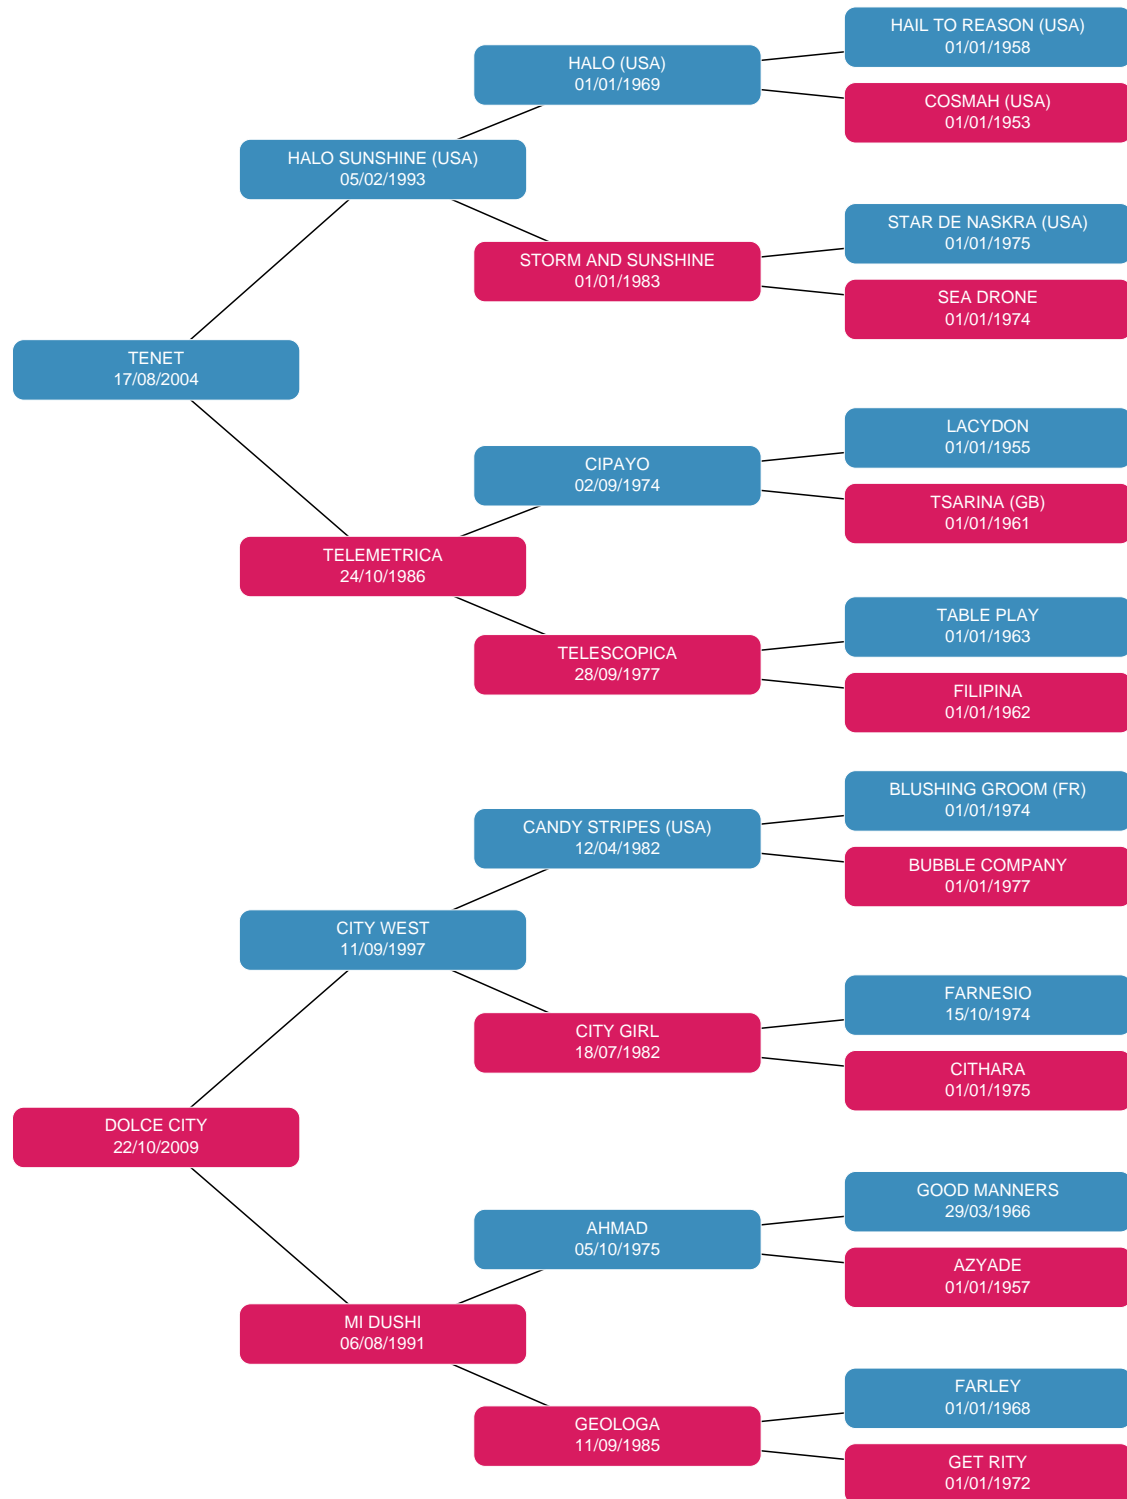 HAIL TO REASON (USA)
01/01/1958
HALO (USA)
01/01/1969
COSMAH (USA)
01/01/1953
HALO SUNSHINE (USA)
05/02/1993
STAR DE NASKRA (USA)
01/01/1975
STORM AND SUNSHINE
01/01/1983
SEA DRONE
01/01/1974
TENET
17/08/2004
LACYDON
01/01/1955
CIPAYO
02/09/1974
TSARINA (GB)
01/01/1961
TELEMETRICA
24/10/1986
TABLE PLAY
01/01/1963
TELESCOPICA
28/09/1977
FILIPINA
01/01/1962
BLUSHING GROOM (FR)
01/01/1974
CANDY STRIPES (USA)
12/04/1982
BUBBLE COMPANY
01/01/1977
CITY WEST
11/09/1997
FARNESIO
15/10/1974
CITY GIRL
18/07/1982
CITHARA
01/01/1975
DOLCE CITY
22/10/2009
GOOD MANNERS
29/03/1966
AHMAD
05/10/1975
AZYADE
01/01/1957
MI DUSHI
06/08/1991
FARLEY
01/01/1968
GEOLOGA
11/09/1985
GET RITY
01/01/1972